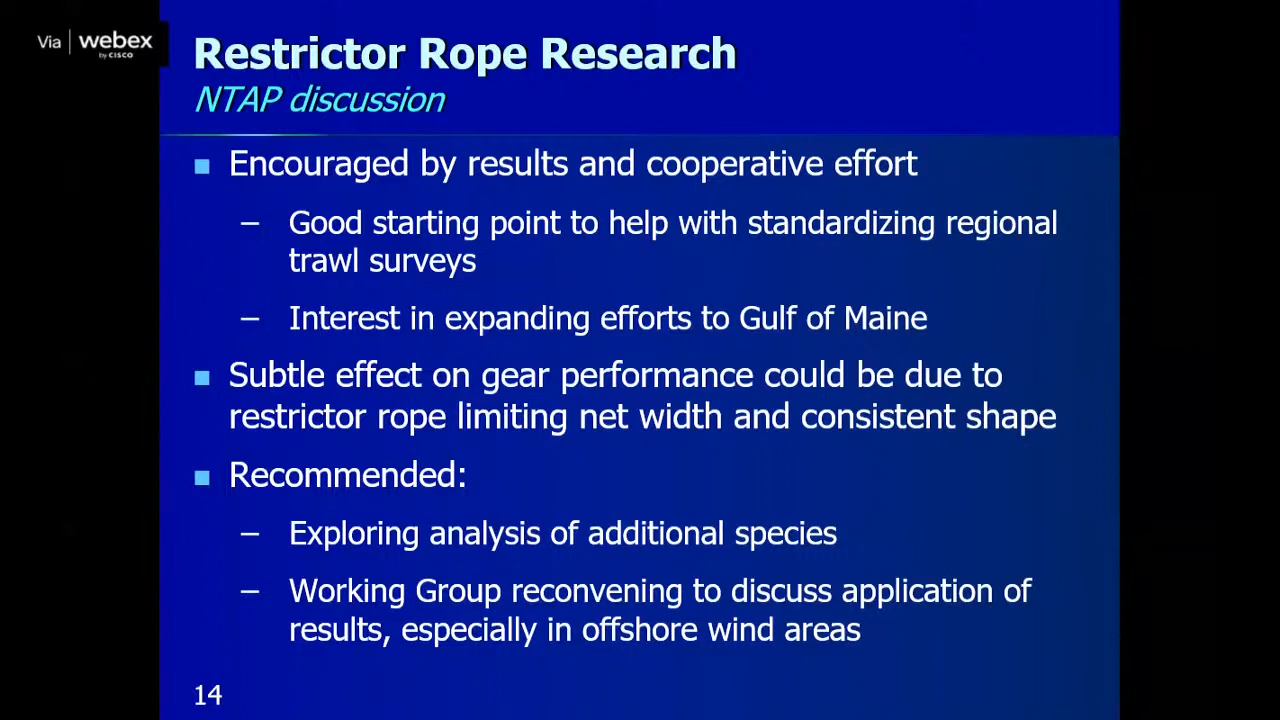 Via webex
by CISCO
Restrictor Rope Research
NTAP discussion
Encouraged by results and cooperative effort
– Good starting point to help with standardizing regional
trawl surveys
– Interest in expanding efforts to Gulf of Maine
Subtle effect on gear performance could be due to
restrictor rope limiting net width and consistent shape
Recommended:
– Exploring analysis of additional species
– Working Group reconvening to discuss application of
results, especially in offshore wind areas
14